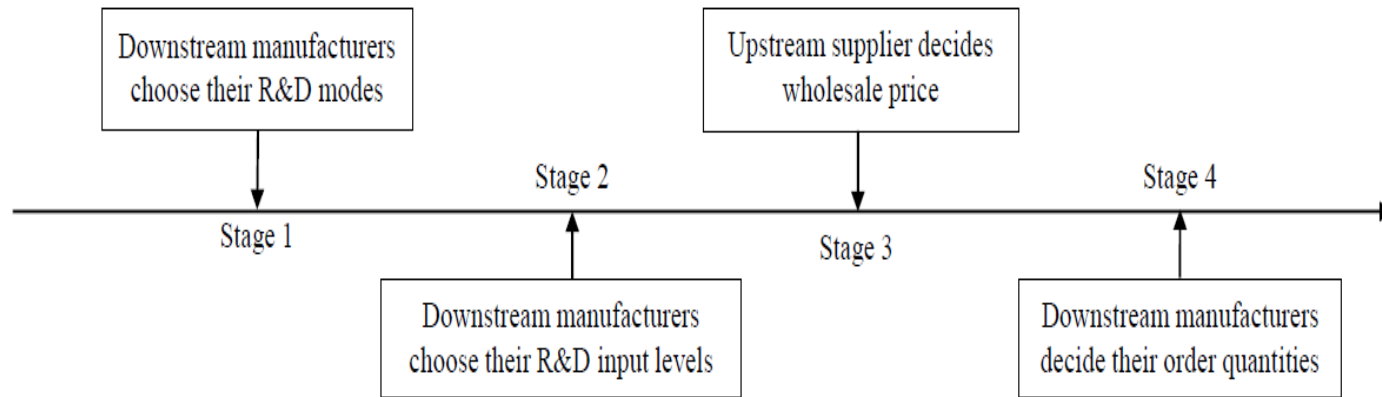 Downstream manufacturers
choose their R&D modes
Upstream supplier decides
wholesale price
Stage 2
Stage 4
Stage 1
Stage 3
Downstream manufacturers
choose their R&D input levels
Downstream manufacturers
decide their order quantities